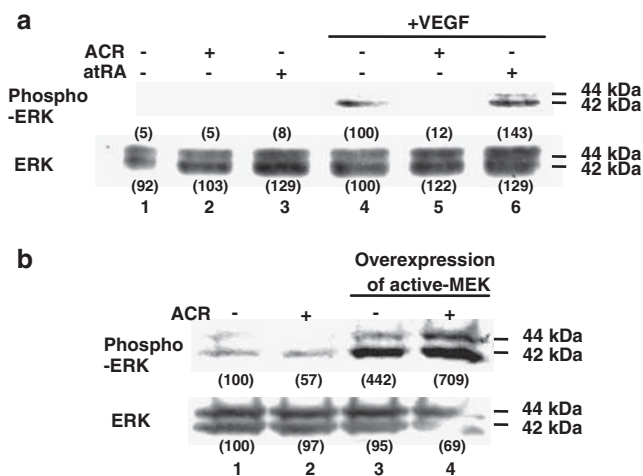 a
+VEGF
ACR - + - - + -
atRA - - + - - +
Phospho
-ERK
44 kDa
42 kDa
(5) (5) (8) (100) (12) (143)
ERK
44 kDa
42 kDa
(92) (103) (129) (100) (122) (129)
1 2 3 4 5 6
b
Overexpression
of active-MEK
ACR - + - +
Phospho
-ERK
44 kDa
42 kDa
(100) (57) (442) (709)
ERK
44 kDa
42 kDa
(100) (97) (95) (69)
1 2 3 4